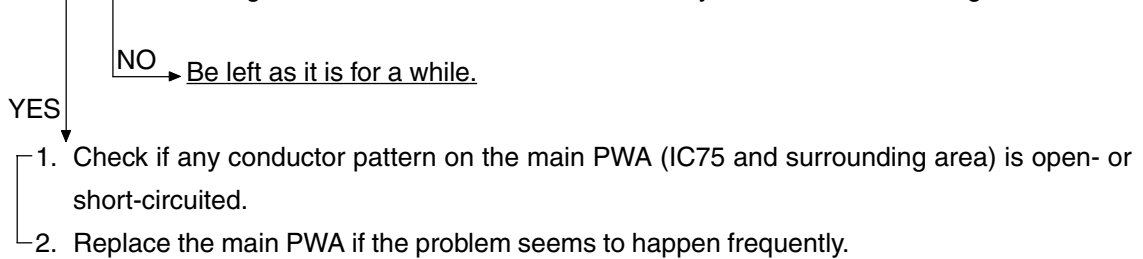 NO
Be left as it is for a while.
YES
1. Check if any conductor pattern on the main PWA (IC75 and surrounding area) is open- or
short-circuited.
2. Replace the main PWA if the problem seems to happen frequently.